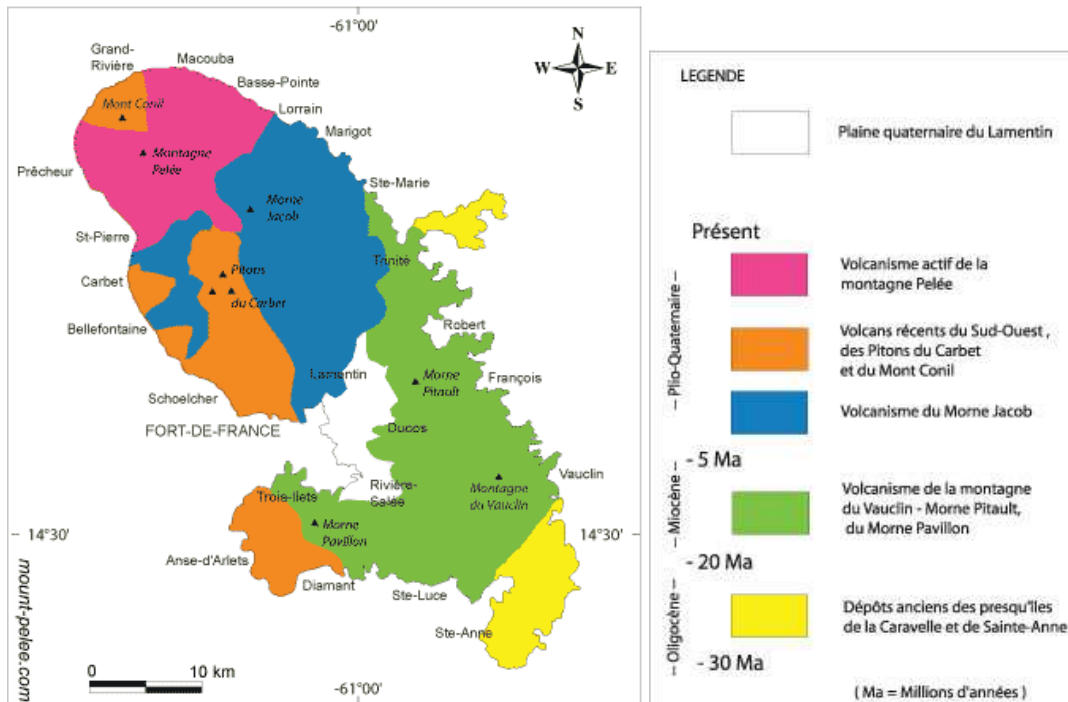 -61°00'
N
W
E
S
Grand-
Rivière
Macouba
Basse-Pointe
Mont Conil
Lorrain
Marigot
Montagne
Pelée
Prêcheur
Ste-Marie
Morne
Jacob
St-Pierre
Trinité
Carbet
Pitons
du Carbet
Bellefontaine
Robert
Lamentin
Morne
Pitault
François
Schoelcher
FORT-DE-FRANCE
Ducos
Vauclin
Rivière-
Salée
Trois-Ilets
Montagne
du Vauclin
Morne
Pavillon
14°30'
14°30'
Anse-d'Arlets
Diamant
Ste-Luce
Ste-Anne
mount-pelee.com
0 10 km
-61°00'
LEGENDE
Plaine quaternaire du Lamentin
Présent
Volcanisme actif de la
montagne Pelée
Volcans récents du Sud-Ouest ,
des Pitons du Carbet
et du Mont Conil
Volcanisme du Morne Jacob
-- Plio-Quaternaire --
- 5 Ma
Volcanisme de la montagne
du Vauclin - Morne Pitault,
du Morne Pavillon
-- Miocène --
- 20 Ma
Dépôts anciens des presqu'îles
de la Caravelle et de Sainte-Anne
-- Oligocène --
- 30 Ma
( Ma = Millions d'années )